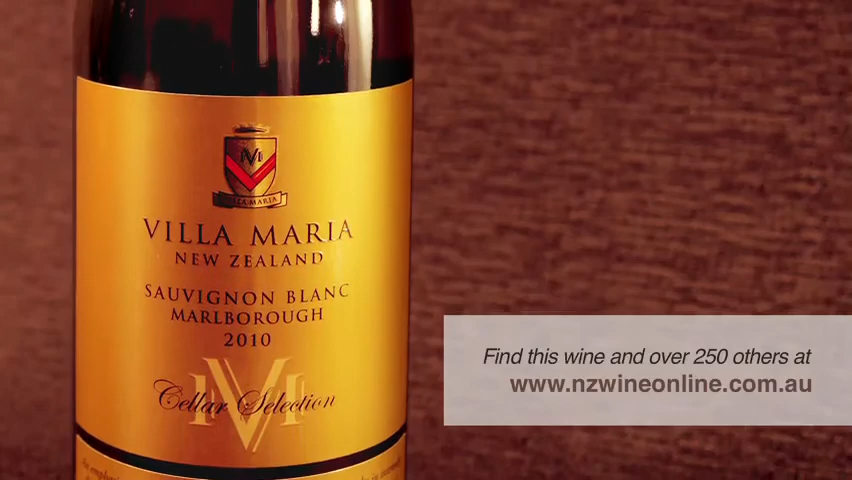 VILLA MARIA
VILLA MARIA
NEW ZEALAND
SAUVIGNON BLANC
MARLBOROUGH
2010
Cellar Selection
Find this wine and over 250 others at
www.nzwineonline.com.au